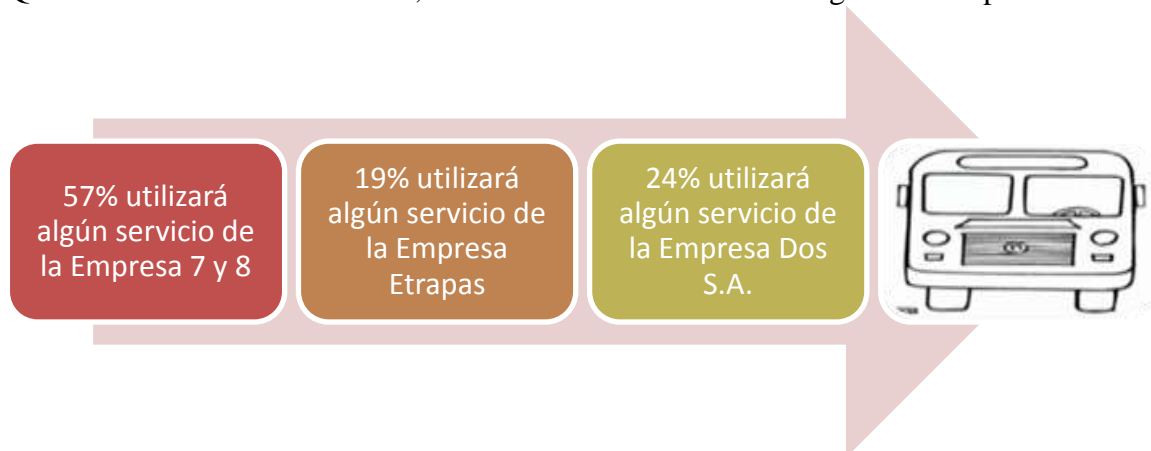 57% utilizará
algún servicio de
la Empresa 7 y 8
19% utilizará
algún servicio de
la Empresa
Etrapas
24% utilizará
algún servicio de
la Empresa Dos
S.A.